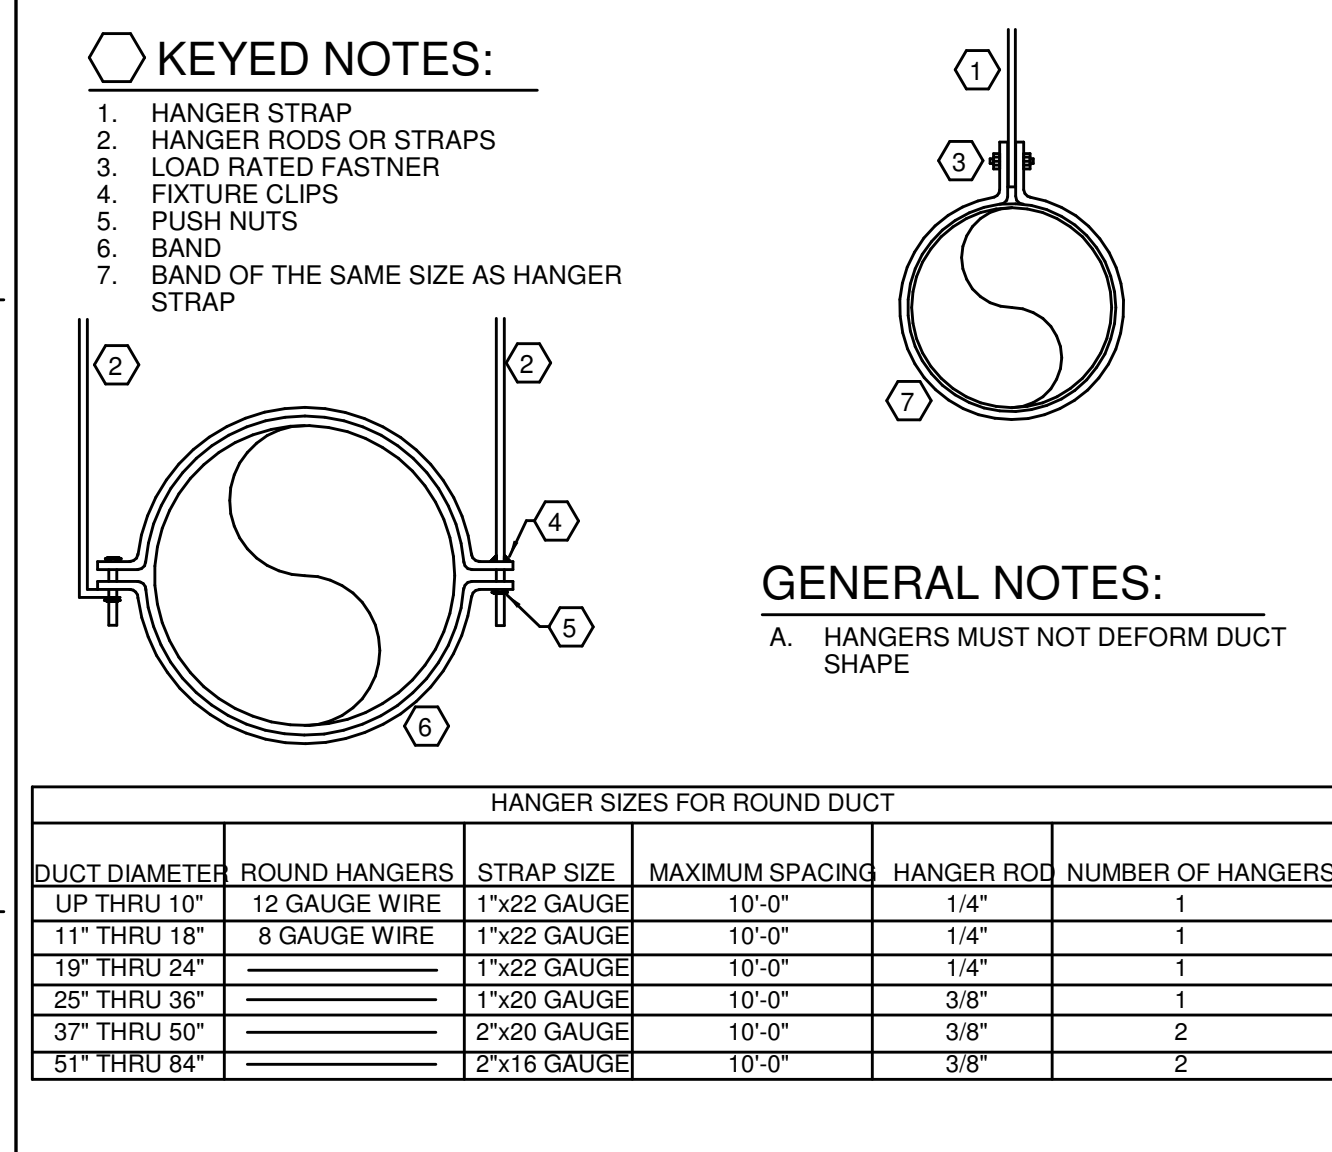 KEYED NOTES:
1. HANGER STRAP
2. HANGER RODS OR STRAPS
3. LOAD RATED FASTNER
4. FIXTURE CLIPS
5. PUSH NUTS
6. BAND
7. BAND OF THE SAME SIZE AS HANGER
STRAP
1
3
7
2
2
4
5
6
GENERAL NOTES:
A. HANGERS MUST NOT DEFORM DUCT
SHAPE
HANGER SIZES FOR ROUND DUCT
DUCT DIAMETER ROUND HANGERS STRAP SIZE MAXIMUM SPACING HANGER ROD NUMBER OF HANGERS
UP THRU 10" 12 GAUGE WIRE 1"x22 GAUGE 10'-0" 1/4" 1
11" THRU 18" 8 GAUGE WIRE 1"x22 GAUGE 10'-0" 1/4" 1
19" THRU 24" 1"x22 GAUGE 10'-0" 1/4" 1
25" THRU 36" 1"x20 GAUGE 10'-0" 3/8" 1
37" THRU 50" 2"x20 GAUGE 10'-0" 3/8" 2
51" THRU 84" 2"x16 GAUGE 10'-0" 3/8" 2